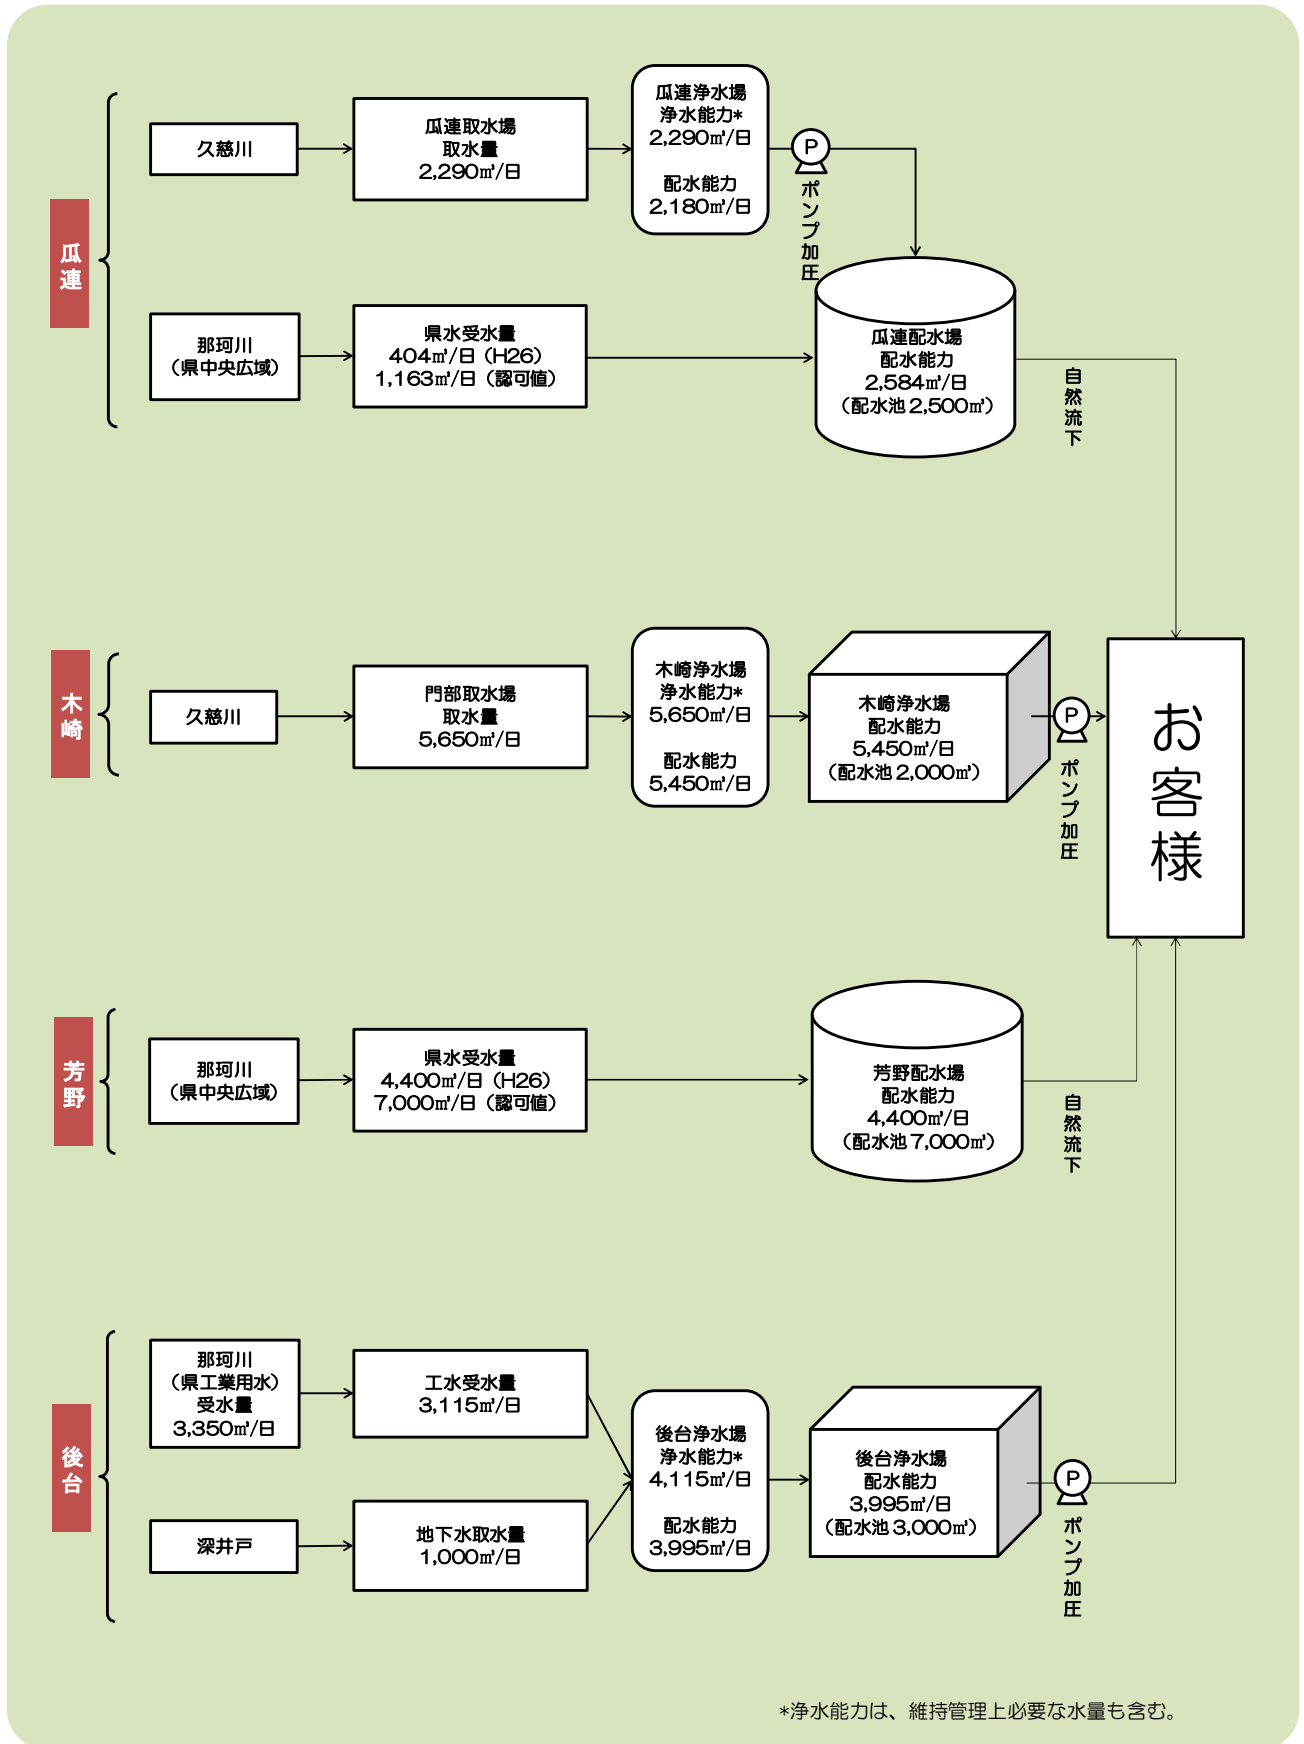 瓜連
久慈川
瓜連取水場
取水量
2,290㎥/日
瓜連浄水場
浄水能力*
2,290㎥/日
配水能力
2,180㎥/日
P
ポンプ加圧
那珂川
（県中央広域）
県水受水量
404㎥/日（H26）
1,163㎥/日（認可値）
瓜連配水場
配水能力
2,584㎥/日
（配水池2,500㎥）
自然流下
木崎
久慈川
門部取水場
取水量
5,650㎥/日
木崎浄水場
浄水能力*
5,650㎥/日
配水能力
5,450㎥/日
木崎浄水場
配水能力
5,450㎥/日
（配水池2,000㎥）
P
ポンプ加圧
お客様
芳野
那珂川
（県中央広域）
県水受水量
4,400㎥/日（H26）
7,000㎥/日（認可値）
芳野配水場
配水能力
4,400㎥/日
（配水池7,000㎥）
自然流下
後台
那珂川
（県工業用水）
受水量
3,350㎥/日
工水受水量
3,115㎥/日
深井戸
地下水取水量
1,000㎥/日
後台浄水場
浄水能力*
4,115㎥/日
配水能力
3,995㎥/日
後台浄水場
配水能力
3,995㎥/日
（配水池3,000㎥）
P
ポンプ加圧
*浄水能力は、維持管理上必要な水量も含む。